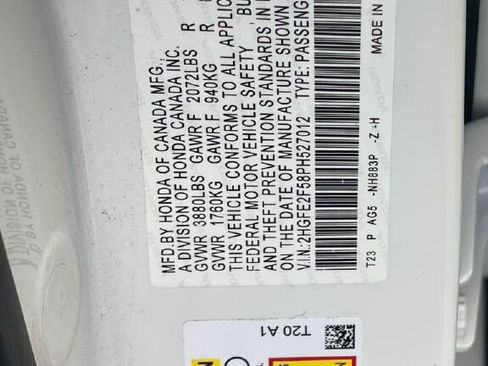 MFD.BY HONDA OF CANADA MFG.,
A DIVISION OF HONDA CANADA INC.
GVWR 3880LBS GAWR F 2072LBS R
GVWR 1760KG GAWR F 940KG R
THIS VEHICLE CONFORMS TO ALL APPLIC
FEDERAL MOTOR VEHICLE SAFETY BU
AND THEFT PREVENTION STANDARDS IN E
ON THE DATE OF MANUFACTURE SHOWN
V.I.N.:2HGFE2F58PH527012 TYPE: PASSENG
T23 P AG5 -NH883P -Z -H
MADE IN
T20 A1